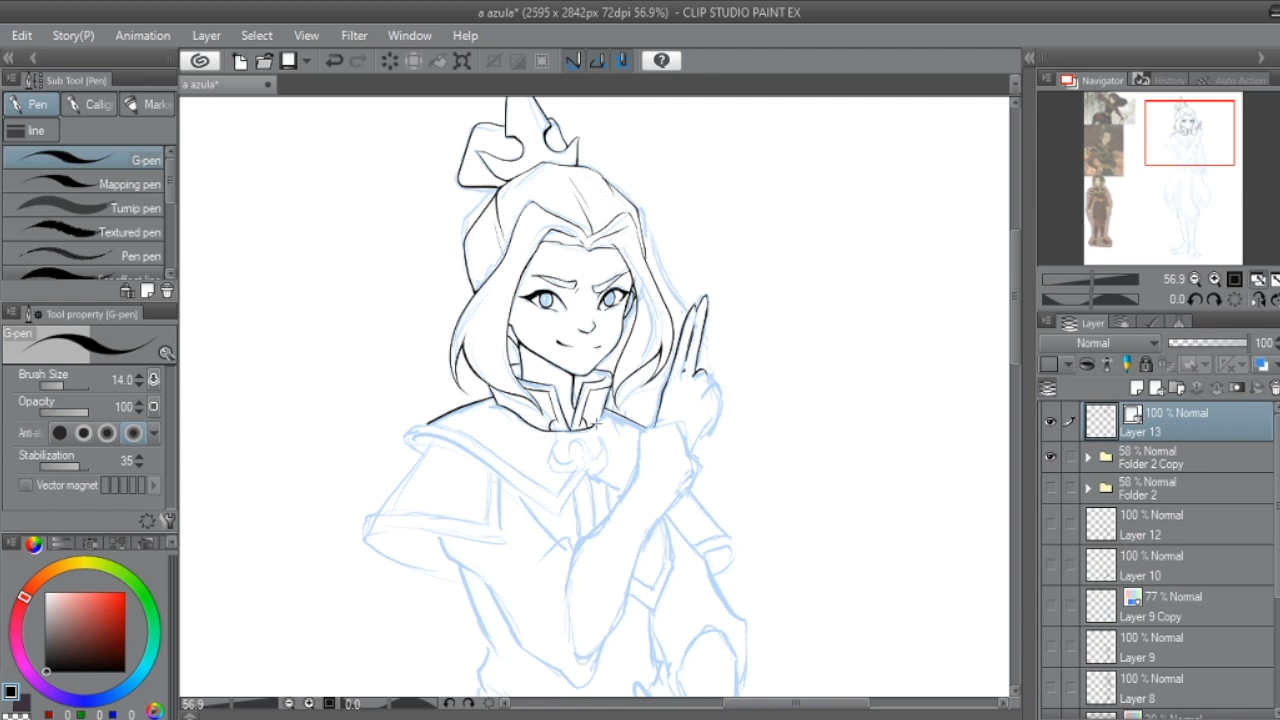 a azula* (2595 x 2842px 72dpi 56.9%) - CLIP STUDIO PAINT EX
Edit Story(P) Animation Layer Select View Filter Window Help
Sub Tool [Pen]
a azula*
Navigator History Auto Action
Pen Callig Marke
line
G-pen
Mapping pen
Turnip pen
Textured pen
Pen pen
Tool property [G-pen]
G-pen
Brush Size 14.0
Opacity 100
Anti-al
Stabilization 35
Vector magnet
56.9
0.0
Layer
Normal 100
100 % Normal
Layer 13
58 % Normal
Folder 2 Copy
58 % Normal
Folder 2
100 % Normal
Layer 12
100 % Normal
Layer 10
77 % Normal
Layer 9 Copy
100 % Normal
Layer 9
100 % Normal
Layer 8
56.9 0.0
0 0 0